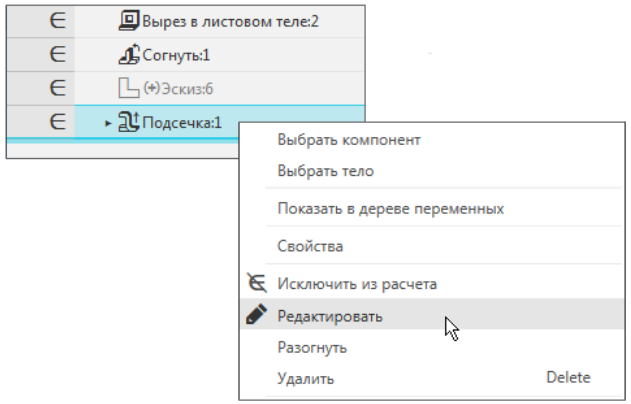 ∈ Вырез в листовом теле:2
∈ Согнуть:1
∈ (+)Эскиз:6
∈ ▸ Подсечка:1
Выбрать компонент
Выбрать тело
Показать в дереве переменных
Свойства
Исключить из расчета
Редактировать
Разогнуть
Удалить Delete